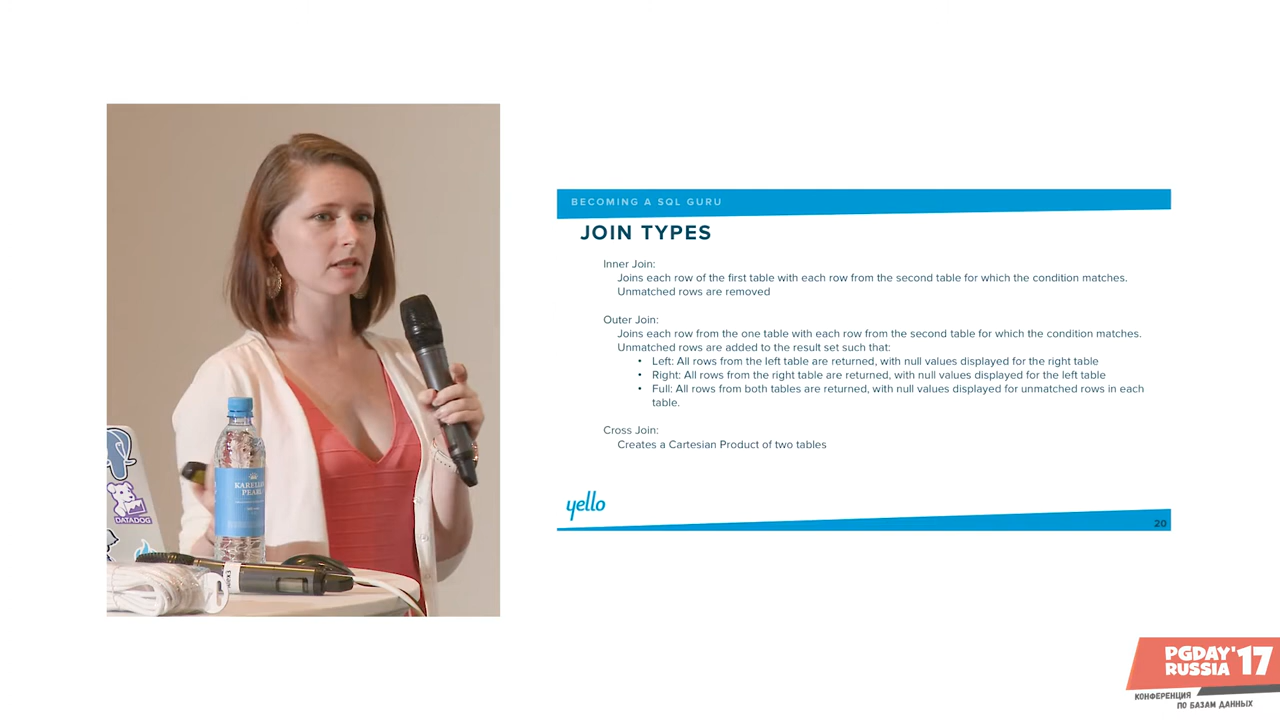 BECOMING A SQL GURU
JOIN TYPES
Inner Join:
Joins each row of the first table with each row from the second table for which the condition matches.
Unmatched rows are removed
Outer Join:
Joins each row from the one table with each row from the second table for which the condition matches.
Unmatched rows are added to the result set such that:
• Left: All rows from the left table are returned, with null values displayed for the right table
• Right: All rows from the right table are returned, with null values displayed for the left table
• Full: All rows from both tables are returned, with null values displayed for unmatched rows in each
table.
Cross Join:
Creates a Cartesian Product of two tables
yello
20
DATADOG
PGDAY'17
RUSSIA
КОНФЕРЕНЦИЯ
ПО БАЗАМ ДАННЫХ